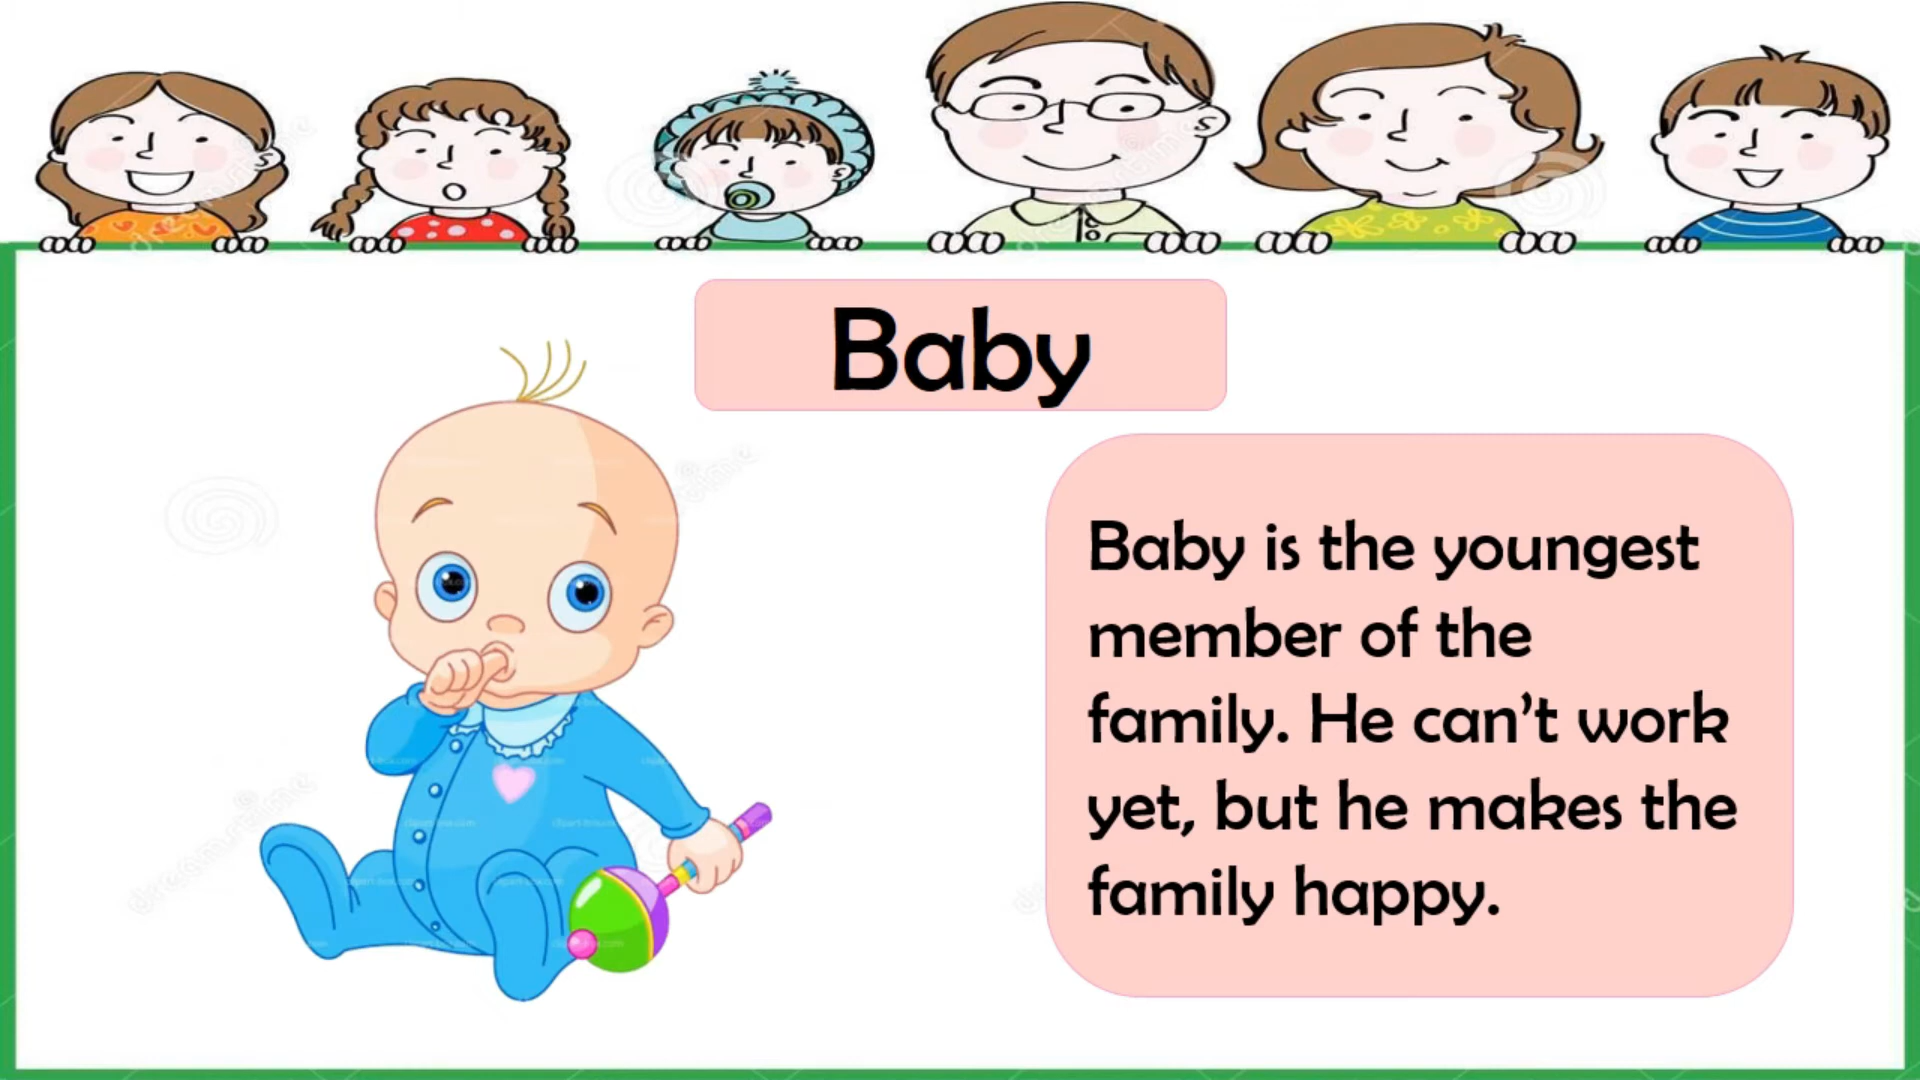 Baby
Baby is the youngest
member of the
family. He can’t work
yet, but he makes the
family happy.